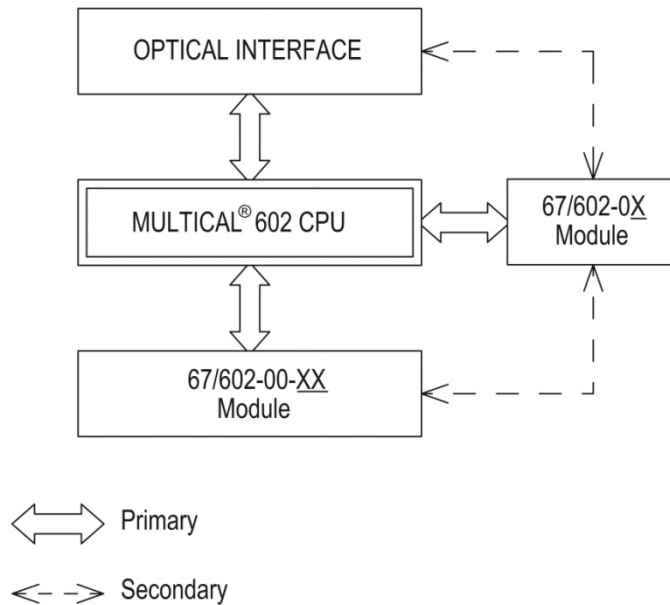 OPTICAL INTERFACE
MULTICAL® 602 CPU
67/602-0X
Module
67/602-00-XX
Module
Primary
Secondary